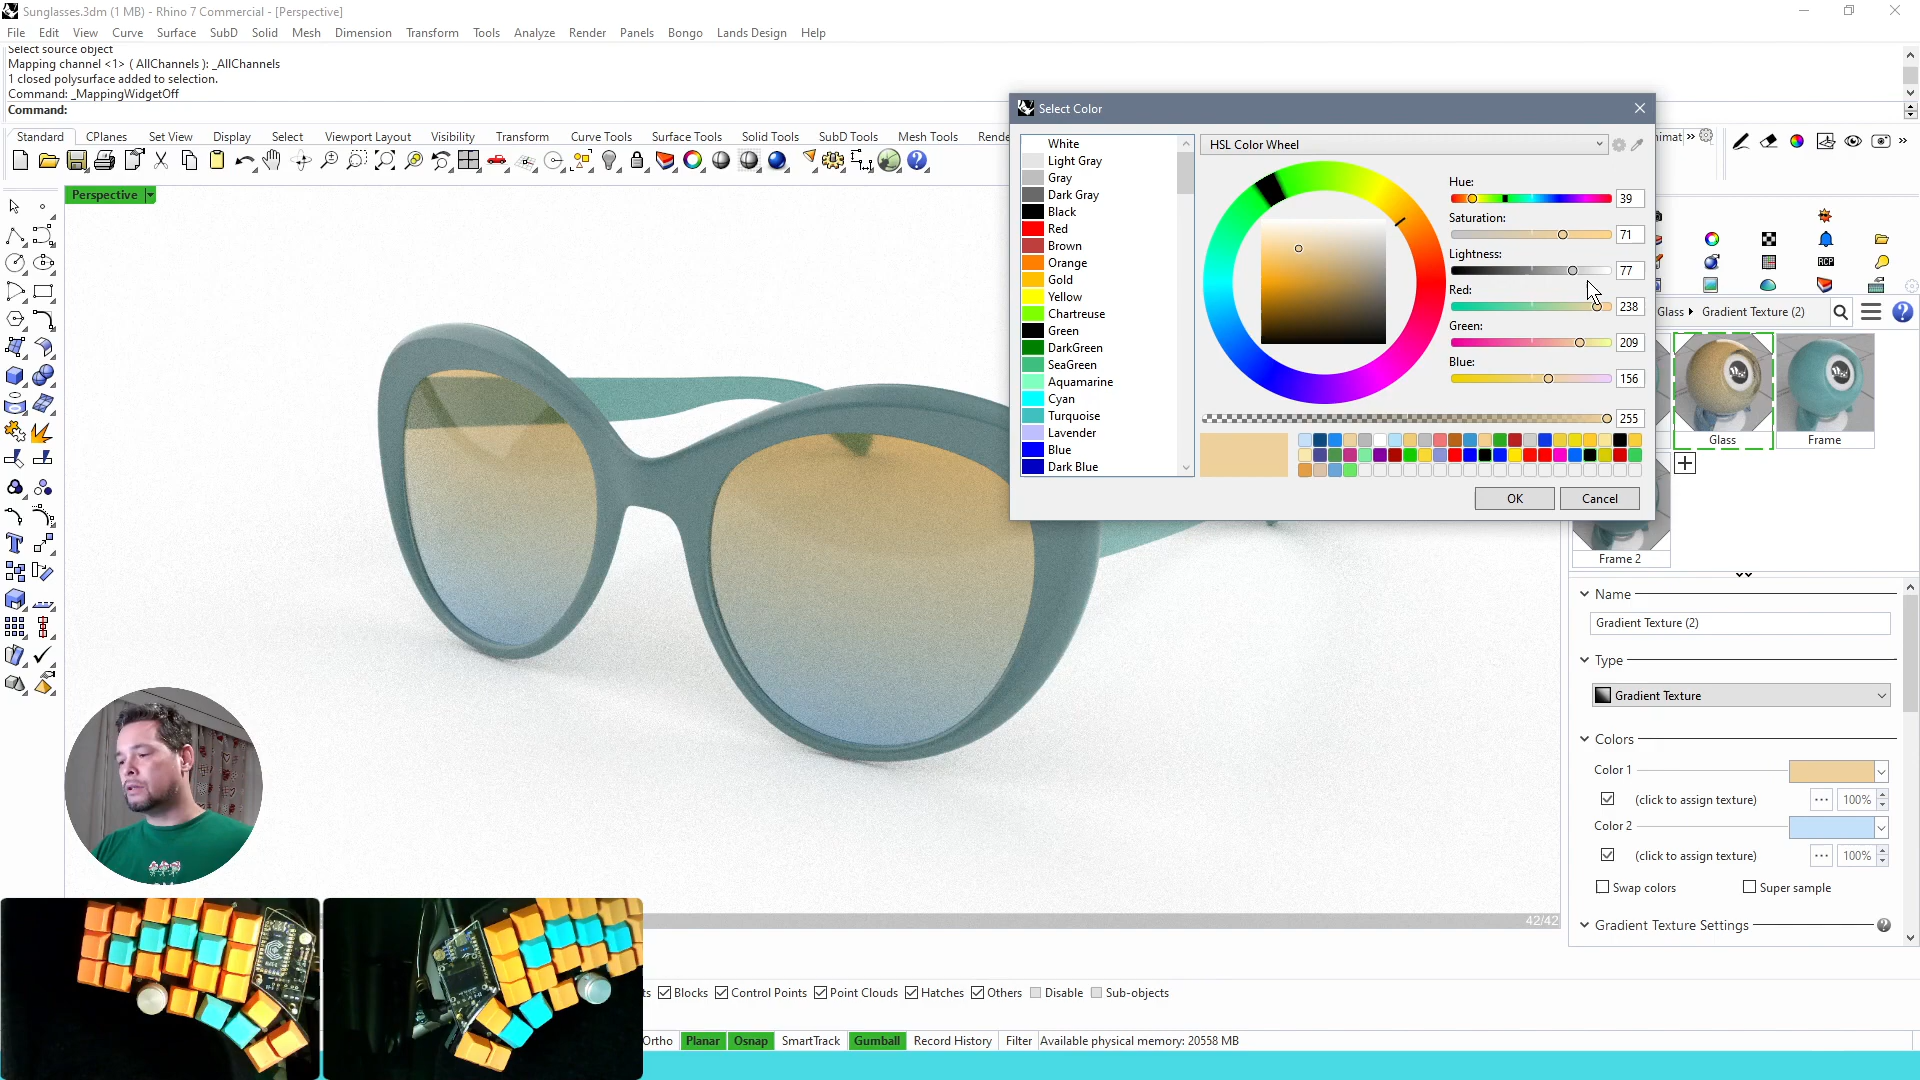 Sunglasses.3dm (1 MB) - Rhino 7 Commercial - [Perspective]
File Edit View Curve Surface SubD Solid Mesh Dimension Transform Tools Analyze Render Panels Bongo Lands Design Help
Select source object
Mapping channel <1> ( AllChannels ): _AllChannels
1 closed polysurface added to selection.
Command: _MappingWidgetOff
Command:
Standard CPlanes Set View Display Select Viewport Layout Visibility Transform Curve Tools Surface Tools Solid Tools SubD Tools Mesh Tools
Perspective
Select Color
White
Light Gray
Gray
Dark Gray
Black
Red
Brown
Orange
Gold
Yellow
Chartreuse
Green
DarkGreen
SeaGreen
Aquamarine
Cyan
Turquoise
Lavender
Blue
Dark Blue
HSL Color Wheel
Hue:
39
Saturation:
71
Lightness:
77
Red:
238
Green:
209
Blue:
156
255
OK Cancel
RCP
Glass Gradient Texture (2)
Glass Frame
Frame 2
Name
Gradient Texture (2)
Type
Gradient Texture
Colors
Color 1
(click to assign texture) ... 100%
Color 2
(click to assign texture) ... 100%
Swap colors Super sample
Gradient Texture Settings
42/42
ts Blocks Control Points Point Clouds Hatches Others Disable Sub-objects
Ortho Planar Osnap SmartTrack Gumball Record History Filter Available physical memory: 20558 MB